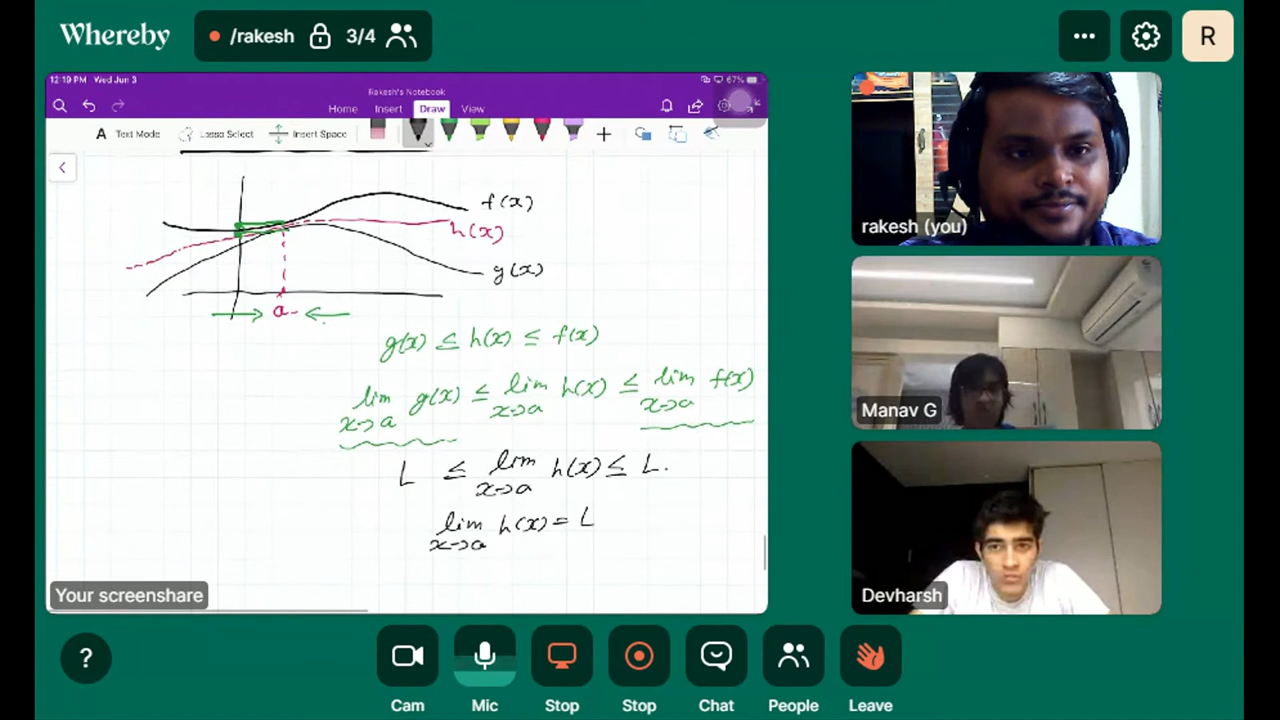 Whereby
/rakesh 3/4
R
12:19 PM Wed Jun 3
67%
Rakesh's Notebook
Home Insert Draw View
A Text Mode Lasso Select Insert Space
f(x)
h(x)
g(x)
a
g(x) ≤ h(x) ≤ f(x)
lim g(x) ≤ lim h(x) ≤ lim f(x)
x→a x→a x→a
L ≤ lim h(x) ≤ L.
x→a
lim h(x) = L
x→a
Your screenshare
rakesh (you)
Manav G
Devharsh
?
Cam Mic Stop Stop Chat People Leave